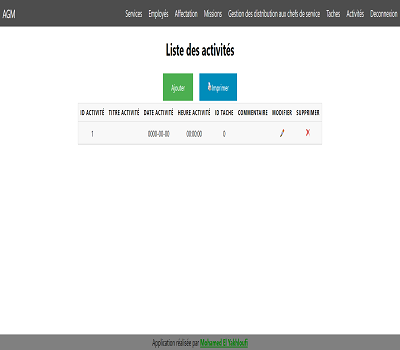 AGM Services Employés Affectation Missions Gestion des distribution aux chefs de service Taches Activités Deconnexion
Liste des activités
Ajouter Imprimer
ID ACTIVITÉ TITRE ACTIVITÉ DATE ACTIVITÉ HEURE ACTIVITÉ ID TACHE COMMENTAIRE MODIFIER SUPPRIMER
1 0000-00-00 00:00:00 0
Application réalisée par Mohamed El Yakhloufi